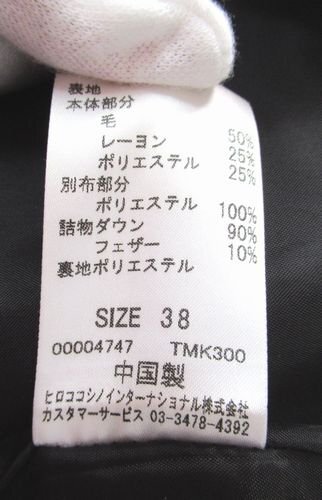 表地
本体部分
毛 50%
レーヨン 25%
ポリエステル 25%
別布部分
ポリエステル 100%
詰物ダウン 90%
フェザー 10%
裏地ポリエステル
SIZE 38
00004747 TMK300
中国製
ヒロココシノインターナショナル株式会社
カスタマーサービス 03-3478-4392